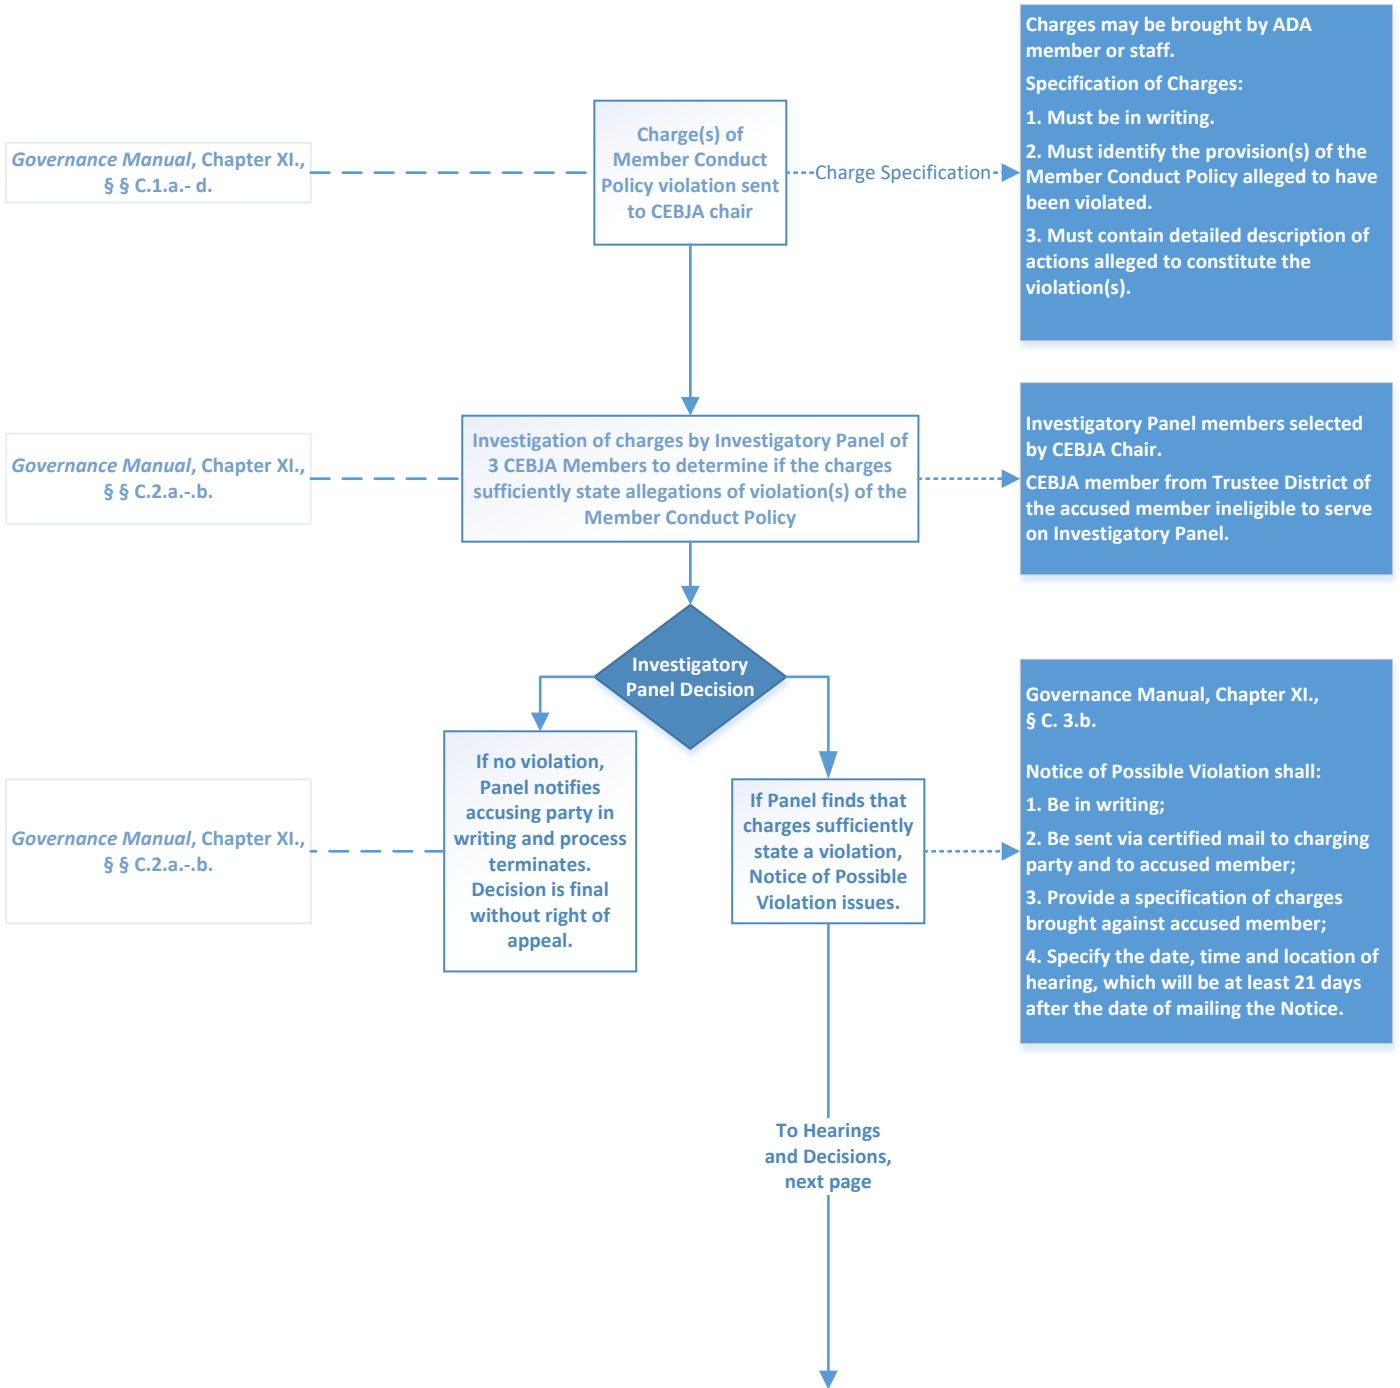 Charges may be brought by ADA
member or staff.
Specification of Charges:
1. Must be in writing.
2. Must identify the provision(s) of the
Member Conduct Policy alleged to have
been violated.
3. Must contain detailed description of
actions alleged to constitute the
violation(s).
Charge(s) of
Member Conduct
Policy violation sent
to CEBJA chair
Charge Specification
Governance Manual, Chapter XI.,
§ § C.1.a.- d.
Investigation of charges by Investigatory Panel of
3 CEBJA Members to determine if the charges
sufficiently state allegations of violation(s) of the
Member Conduct Policy
Governance Manual, Chapter XI.,
§ § C.2.a.-.b.
Investigatory Panel members selected
by CEBJA Chair.
CEBJA member from Trustee District of
the accused member ineligible to serve
on Investigatory Panel.
Investigatory
Panel Decision
If no violation,
Panel notifies
accusing party in
writing and process
terminates.
Decision is final
without right of
appeal.
Governance Manual, Chapter XI.,
§ § C.2.a.-.b.
If Panel finds that
charges sufficiently
state a violation,
Notice of Possible
Violation issues.
Governance Manual, Chapter XI.,
§ C. 3.b.
Notice of Possible Violation shall:
1. Be in writing;
2. Be sent via certified mail to charging
party and to accused member;
3. Provide a specification of charges
brought against accused member;
4. Specify the date, time and location of
hearing, which will be at least 21 days
after the date of mailing the Notice.
To Hearings
and Decisions,
next page